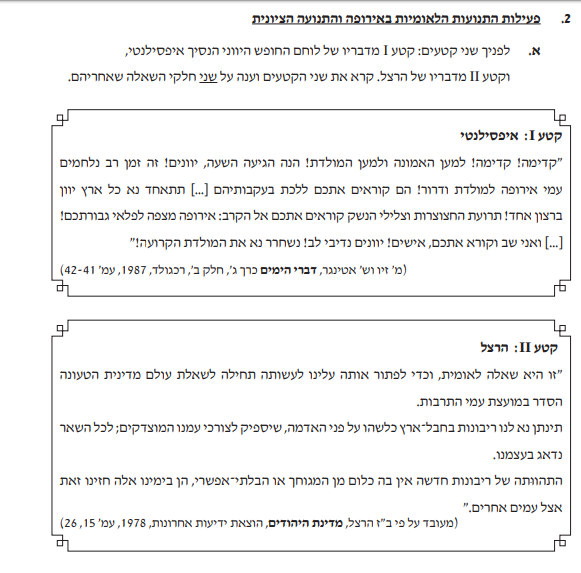 2. פעילות התנועות הלאומיות באירופה והתנועה הציונית
א. לפניך שני קטעים: קטע I מדבריו של לוחם החופש היווני הנסיך איפסילנטי,
וקטע II מדבריו של הרצל. קרא את שני הקטעים וענה על שני חלקי השאלה שאחריהם.
קטע I: איפסילנטי
"קדימה! קדימה! למען האמונה ולמען המולדת! הנה הגיעה השעה, יוונים! זה זמן רב נלחמים
עמי אירופה למולדת ודרור! הם קוראים אתכם ללכת בעקבותיהם [...] תתאחד נא כל ארץ יוון
ברצון אחד! תרועת החצוצרות וצלילי הנשק קוראים אתכם אל הקרב: אירופה מצפה לפלאי גבורתכם!
[...] ואני שב וקורא אתכם, אישים! יוונים נדיבי לב! נשחרר נא את המולדת הקרועה!"
(מ' זיו וש' אטינגר, דברי הימים כרך ג', חלק ב', רכגולד, 1987, עמ' 42-41)
קטע II: הרצל
"זו היא שאלה לאומית, וכדי לפתור אותה עלינו לעשותה תחילה לשאלת עולם מדינית הטעונה
הסדר במועצת עמי התרבות.
תינתן נא לנו ריבונות בחבל־ארץ כלשהו על פני האדמה, שיספיק לצורכי עמנו המוצדקים; לכל השאר
נדאג בעצמנו.
התהוותה של ריבונות חדשה אין בה כלום מן המגוחך או הבלתי־אפשרי, הן בימינו אלה חזינו זאת
אצל עמים אחרים."
(מעובד על פי ב"ז הרצל, מדינת היהודים, הוצאת ידיעות אחרונות, 1978, עמ' 15, 26)